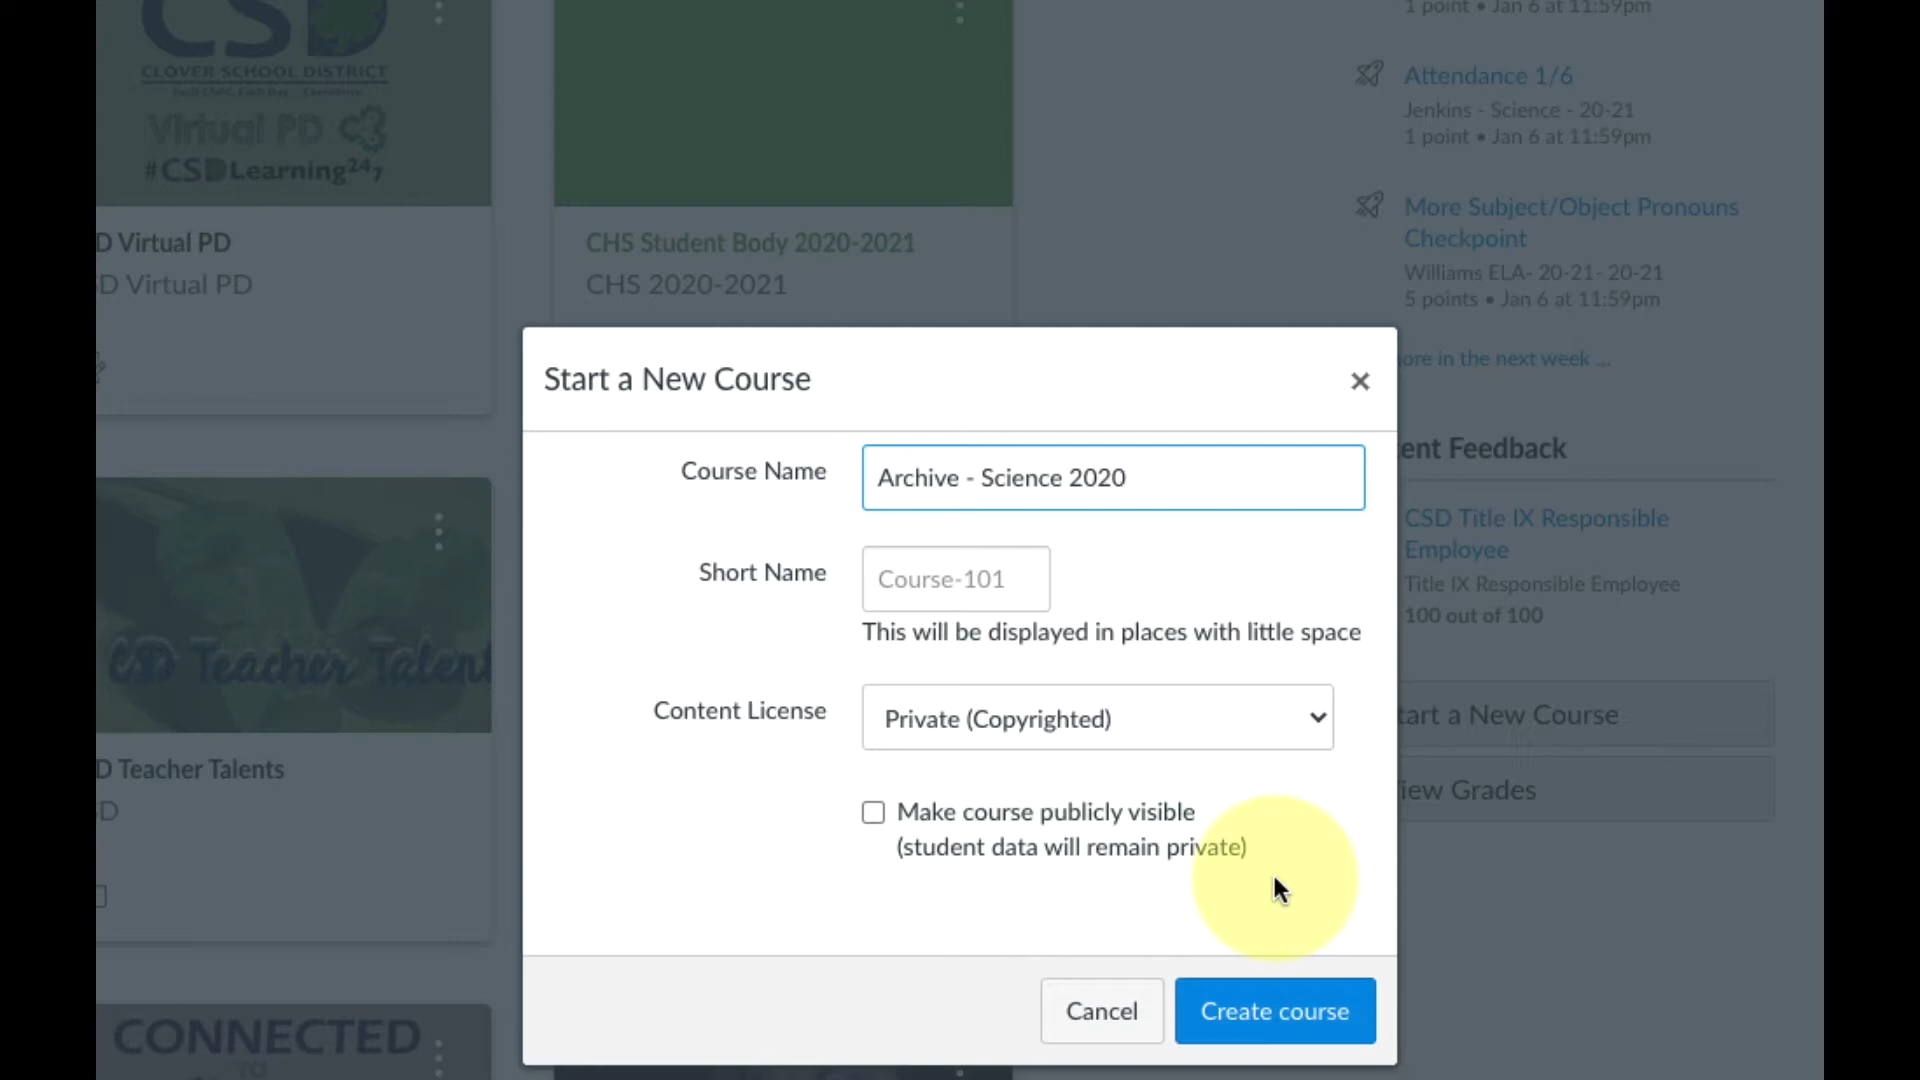 CSD
CLOVER SCHOOL DISTRICT
Virtual PD
#CSDLearning247
D Virtual PD
SD Virtual PD
CHS Student Body 2020-2021
CHS 2020-2021
1 point • Jan 6 at 11:59pm
Attendance 1/6
Jenkins - Science - 20-21
1 point • Jan 6 at 11:59pm
More Subject/Object Pronouns
Checkpoint
Williams ELA- 20-21- 20-21
5 points • Jan 6 at 11:59pm
ore in the next week ...
Start a New Course
×
Course Name
Archive - Science 2020
Short Name
Course-101
This will be displayed in places with little space
Content License
Private (Copyrighted)
Make course publicly visible
(student data will remain private)
Cancel
Create course
ent Feedback
CSD Title IX Responsible
Employee
Title IX Responsible Employee
100 out of 100
tart a New Course
iew Grades
CSD Teacher Talent
D Teacher Talents
D
CONNECTED
TO